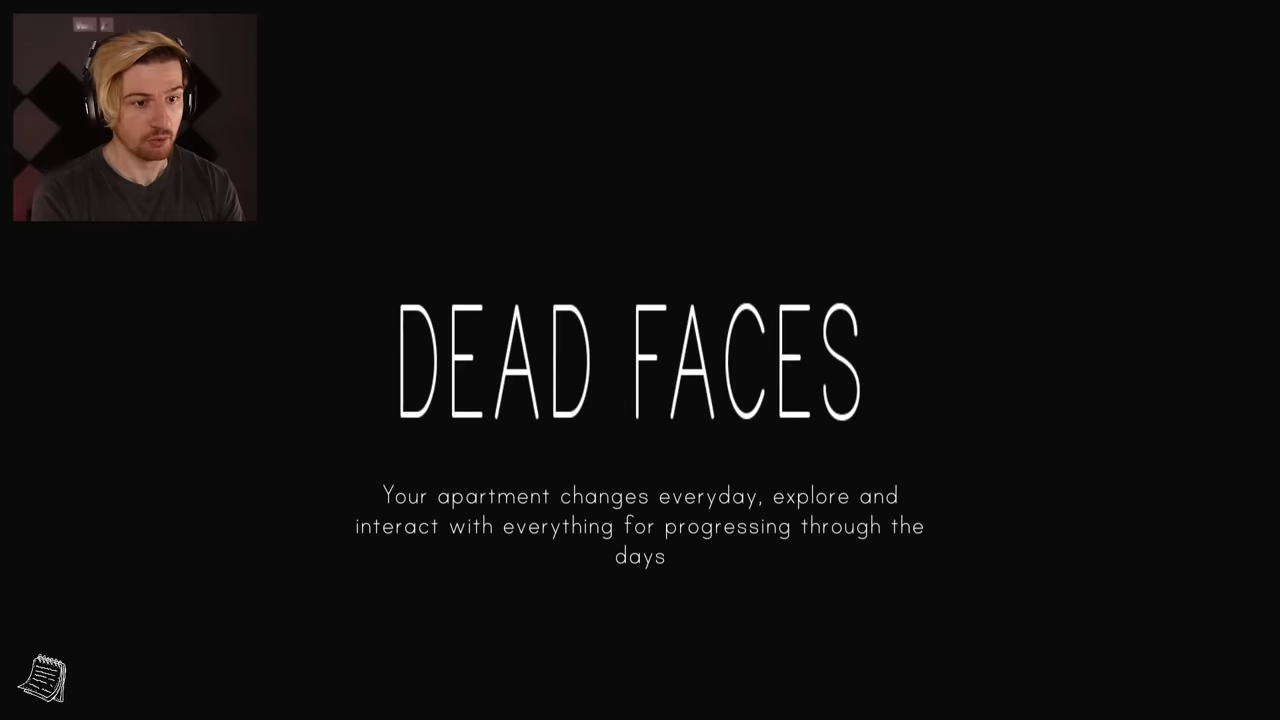 DEAD FACES
Your apartment changes everyday, explore and
interact with everything for progressing through the
days